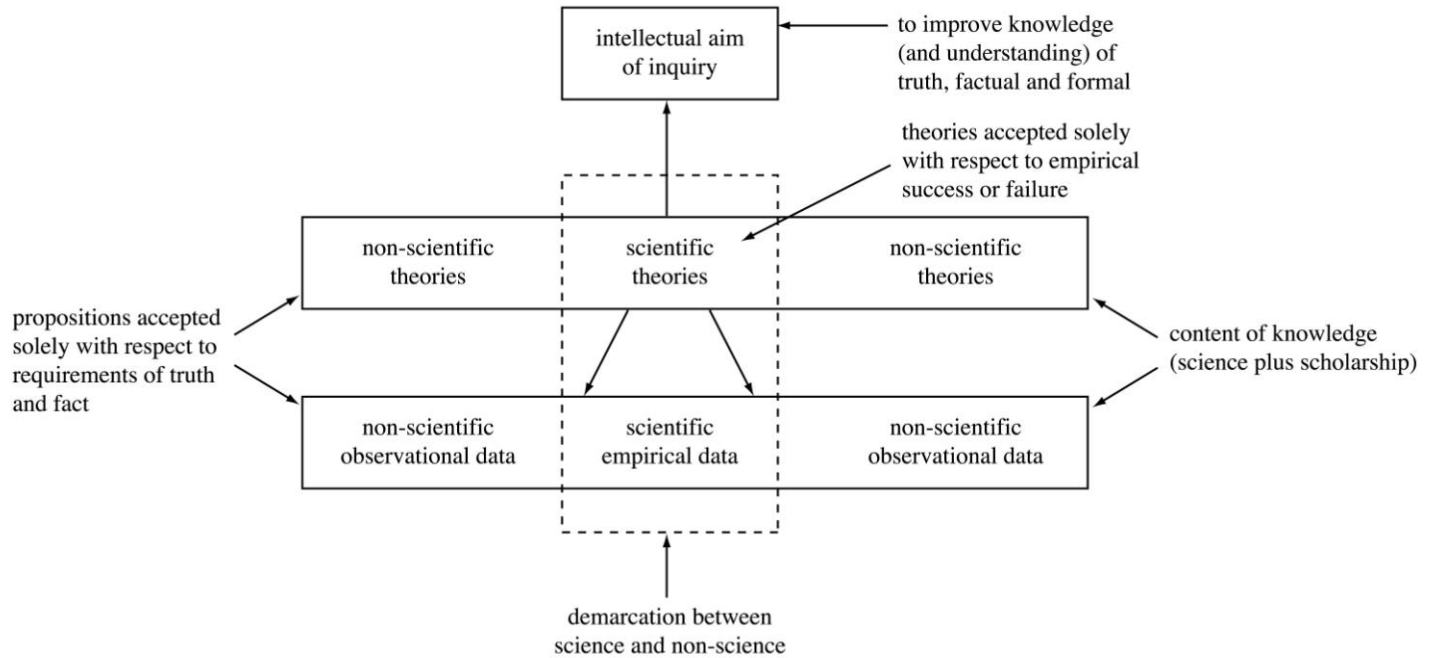 intellectual aim
of inquiry
to improve knowledge
(and understanding) of
truth, factual and formal
theories accepted solely
with respect to empirical
success or failure
non-scientific
theories
scientific
theories
non-scientific
theories
propositions accepted
solely with respect to
requirements of truth
and fact
content of knowledge
(science plus scholarship)
non-scientific
observational data
scientific
empirical data
non-scientific
observational data
demarcation between
science and non-science